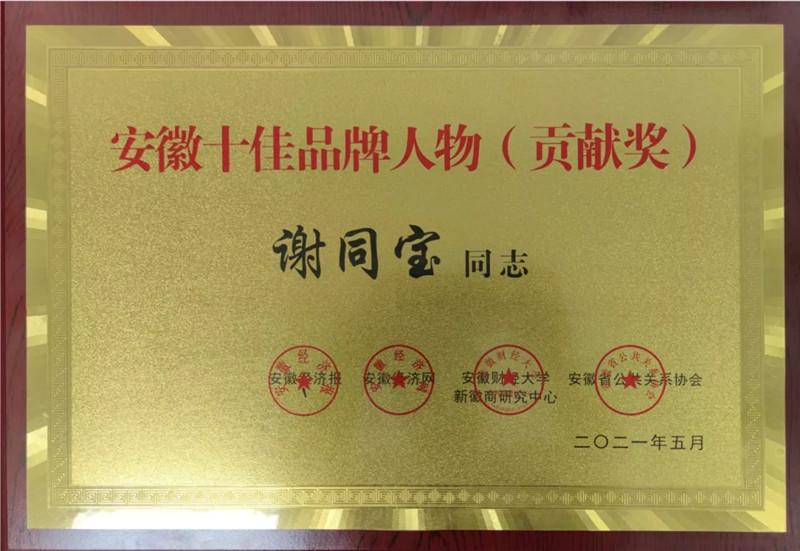 安徽十佳品牌人物（贡献奖）
谢同宝 同志
安徽经济报 安徽经济网 安徽财经大学 安徽省公共关系协会
新徽商研究中心
二〇二一年五月